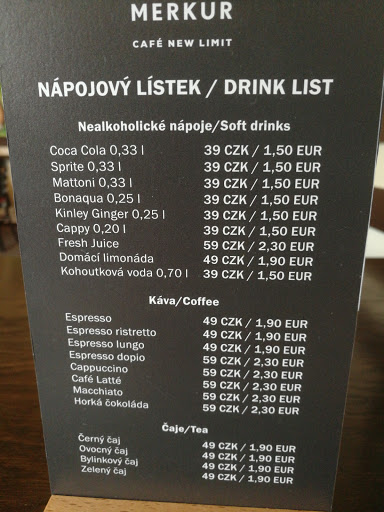 MERKUR
CAFÉ NEW LIMIT
NÁPOJOVÝ LÍSTEK / DRINK LIST
Nealkoholické nápoje/Soft drinks
Coca Cola 0,33 l 39 CZK / 1,50 EUR
Sprite 0,33 l 39 CZK / 1,50 EUR
Mattoni 0,33 l 39 CZK / 1,50 EUR
Bonaqua 0,25 l 39 CZK / 1,50 EUR
Kinley Ginger 0,25 l 39 CZK / 1,50 EUR
Cappy 0,20 l 39 CZK / 1,50 EUR
Fresh Juice 59 CZK / 2,30 EUR
Domácí limonáda 49 CZK / 1,90 EUR
Kohoutková voda 0,70 l 39 CZK / 1,50 EUR
Káva/Coffee
Espresso 49 CZK / 1,90 EUR
Espresso ristretto 49 CZK / 1,90 EUR
Espresso lungo 49 CZK / 1,90 EUR
Espresso dopio 59 CZK / 2,30 EUR
Cappuccino 59 CZK / 2,30 EUR
Café Latté 59 CZK / 2,30 EUR
Macchiato 59 CZK / 2,30 EUR
Horká čokoláda 59 CZK / 2,30 EUR
Čaje/Tea
Černý čaj 49 CZK / 1,90 EUR
Ovocný čaj 49 CZK / 1,90 EUR
Bylinkový čaj 49 CZK / 1,90 EUR
Zelený čaj 49 CZK / 1,90 EUR